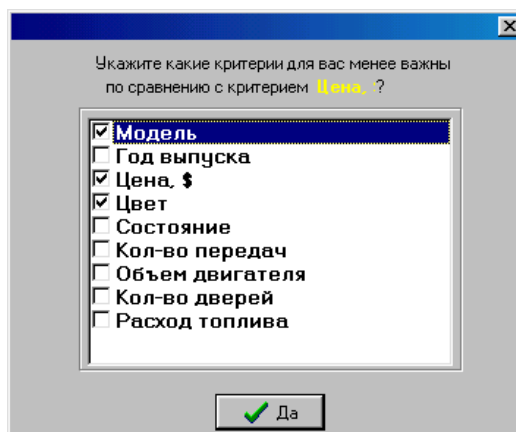 Укажите какие критерии для вас менее важны
по сравнению с критерием Цена, :?
Модель
Год выпуска
Цена, $
Цвет
Состояние
Кол-во передач
Объем двигателя
Кол-во дверей
Расход топлива
Да